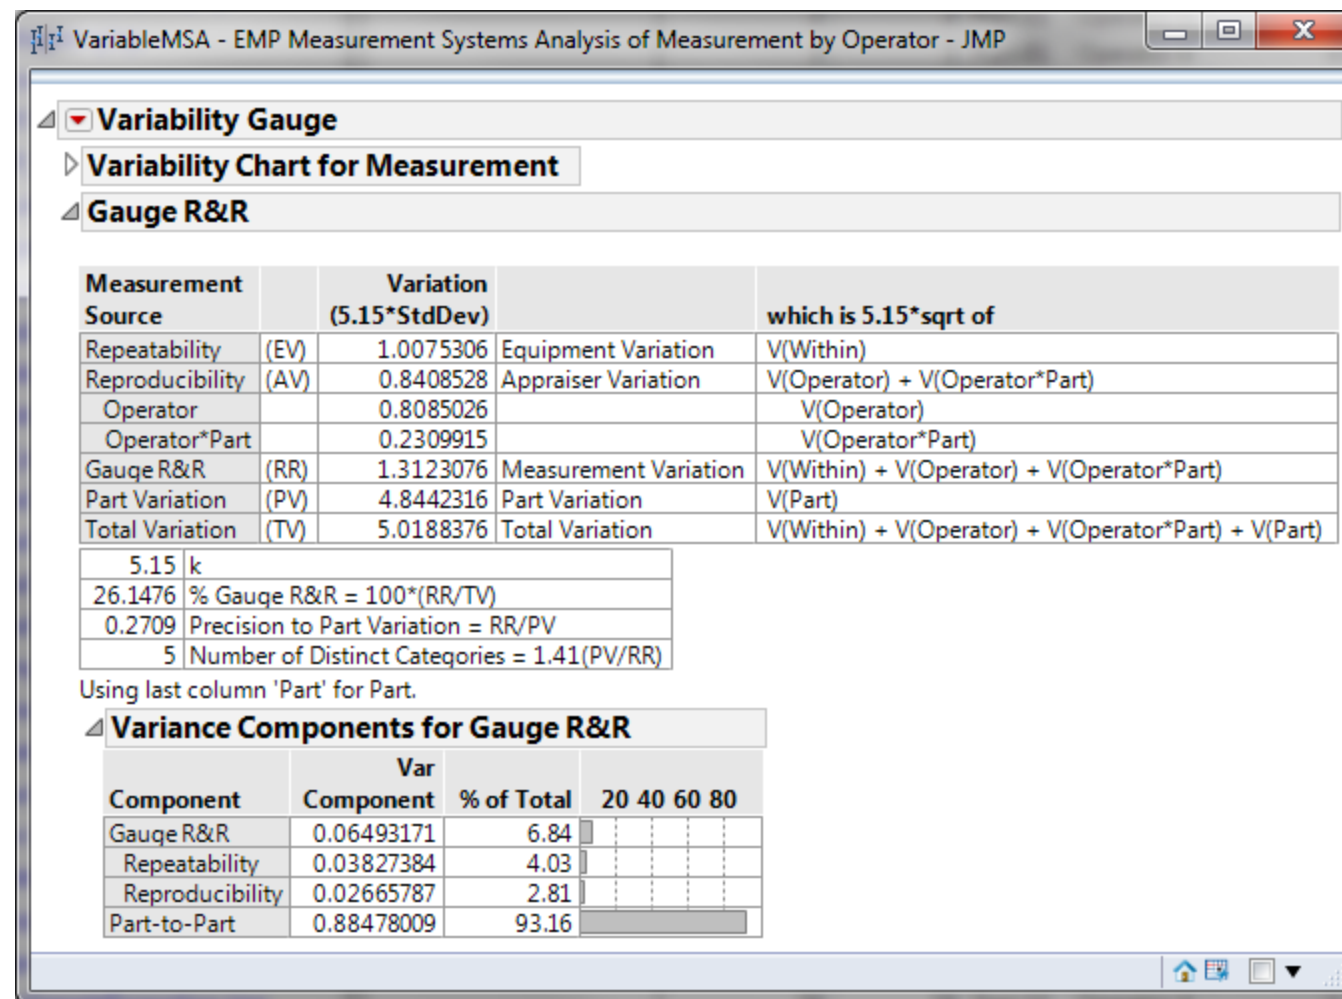 VariableMSA - EMP Measurement Systems Analysis of Measurement by Operator - JMP
Variability Gauge
Variability Chart for Measurement
Gauge R&R
Measurement Source Variation (5.15*StdDev) which is 5.15*sqrt of
Repeatability (EV) 1.0075306 Equipment Variation V(Within)
Reproducibility (AV) 0.8408528 Appraiser Variation V(Operator) + V(Operator*Part)
Operator 0.8085026 V(Operator)
Operator*Part 0.2309915 V(Operator*Part)
Gauge R&R (RR) 1.3123076 Measurement Variation V(Within) + V(Operator) + V(Operator*Part)
Part Variation (PV) 4.8442316 Part Variation V(Part)
Total Variation (TV) 5.0188376 Total Variation V(Within) + V(Operator) + V(Operator*Part) + V(Part)
5.15 k
26.1476 % Gauge R&R = 100*(RR/TV)
0.2709 Precision to Part Variation = RR/PV
5 Number of Distinct Categories = 1.41(PV/RR)
Using last column 'Part' for Part.
Variance Components for Gauge R&R
Component Var Component % of Total 20 40 60 80
Gauge R&R 0.06493171 6.84
Repeatability 0.03827384 4.03
Reproducibility 0.02665787 2.81
Part-to-Part 0.88478009 93.16